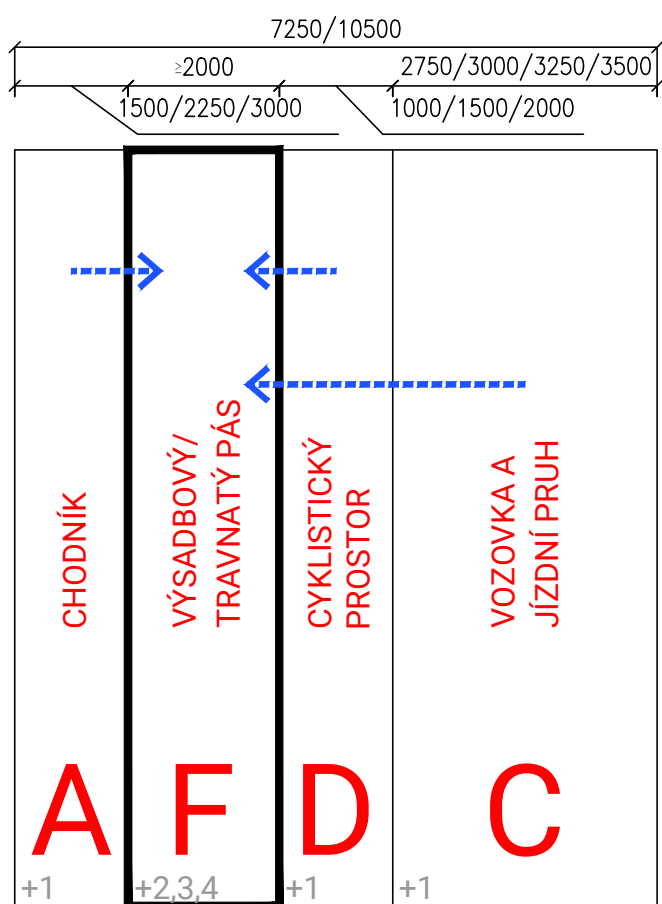 7250/10500
≥2000
2750/3000/3250/3500
1500/2250/3000
1000/1500/2000
CHODNÍK
VÝSADBOVÝ/
TRAVNATÝ PÁS
CYKLISTICKÝ
PROSTOR
VOZOVKA A
JÍZDNÍ PRUH
A
F
D
C
+1
+2,3,4
+1
+1